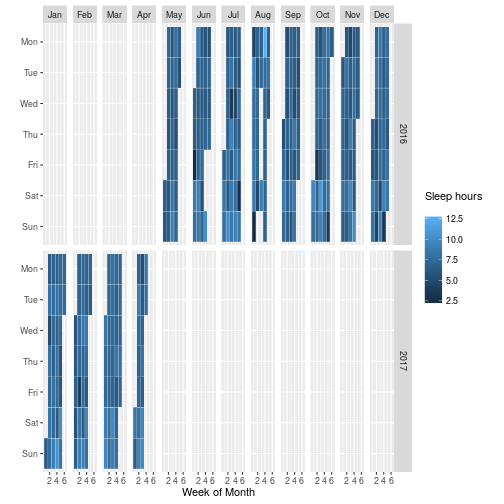 Jan Feb Mar Apr May Jun Jul Aug Sep Oct Nov Dec
Mon
Tue
Wed
Thu
Fri
Sat
Sun
2016
Mon
Tue
Wed
Thu
Fri
Sat
Sun
2017
2 4 6 2 4 6 2 4 6 2 4 6 2 4 6 2 4 6 2 4 6 2 4 6 2 4 6 2 4 6 2 4 6 2 4 6
Week of Month
Sleep hours
12.5
10.0
7.5
5.0
2.5